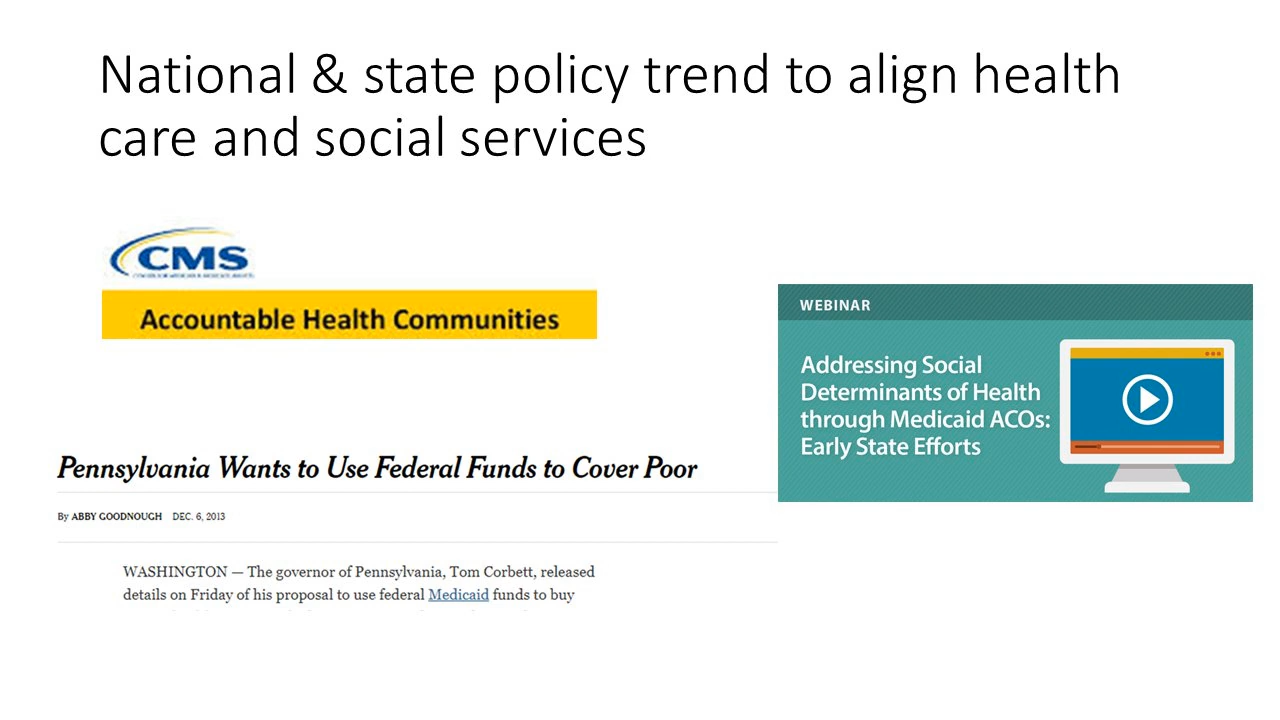 National & state policy trend to align health
care and social services
CMS
Accountable Health Communities
WEBINAR
Addressing Social
Determinants of Health
through Medicaid ACOs:
Early State Efforts
Pennsylvania Wants to Use Federal Funds to Cover Poor
By ABBY GOODNOUGH DEC. 6, 2013
WASHINGTON — The governor of Pennsylvania, Tom Corbett, released
details on Friday of his proposal to use federal Medicaid funds to buy